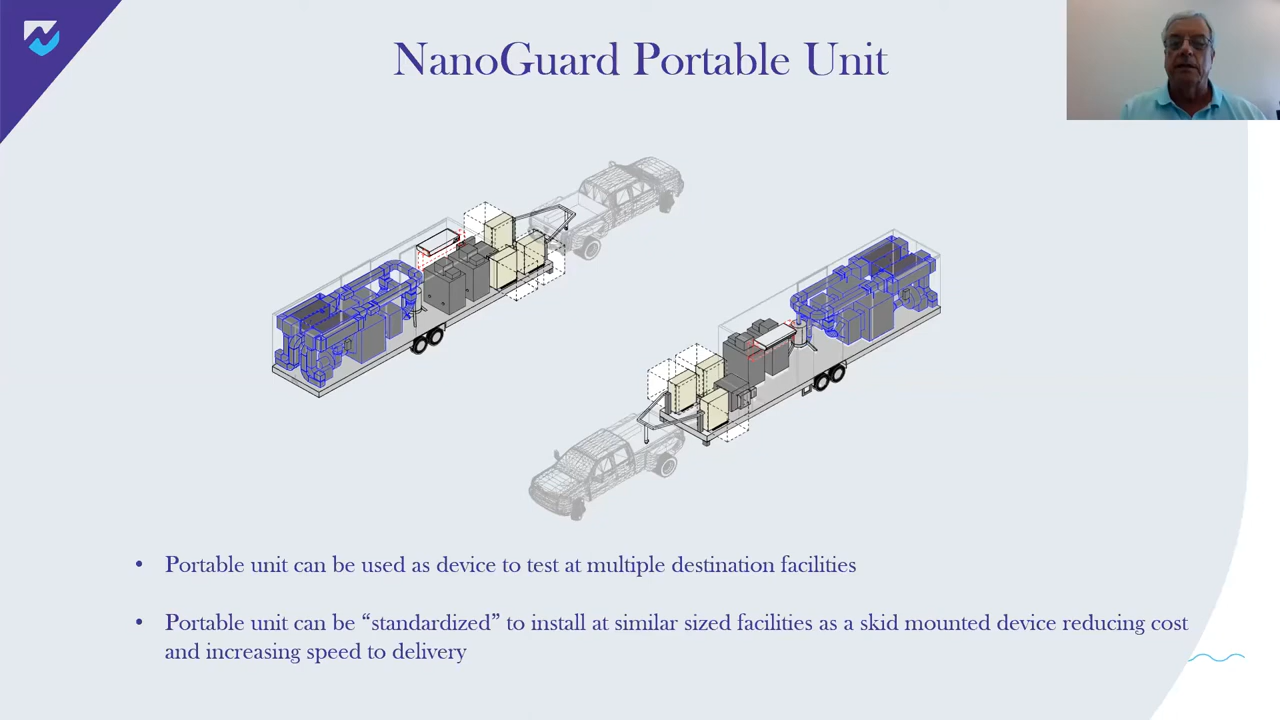 NanoGuard Portable Unit
• Portable unit can be used as device to test at multiple destination facilities
• Portable unit can be “standardized” to install at similar sized facilities as a skid mounted device reducing cost
and increasing speed to delivery